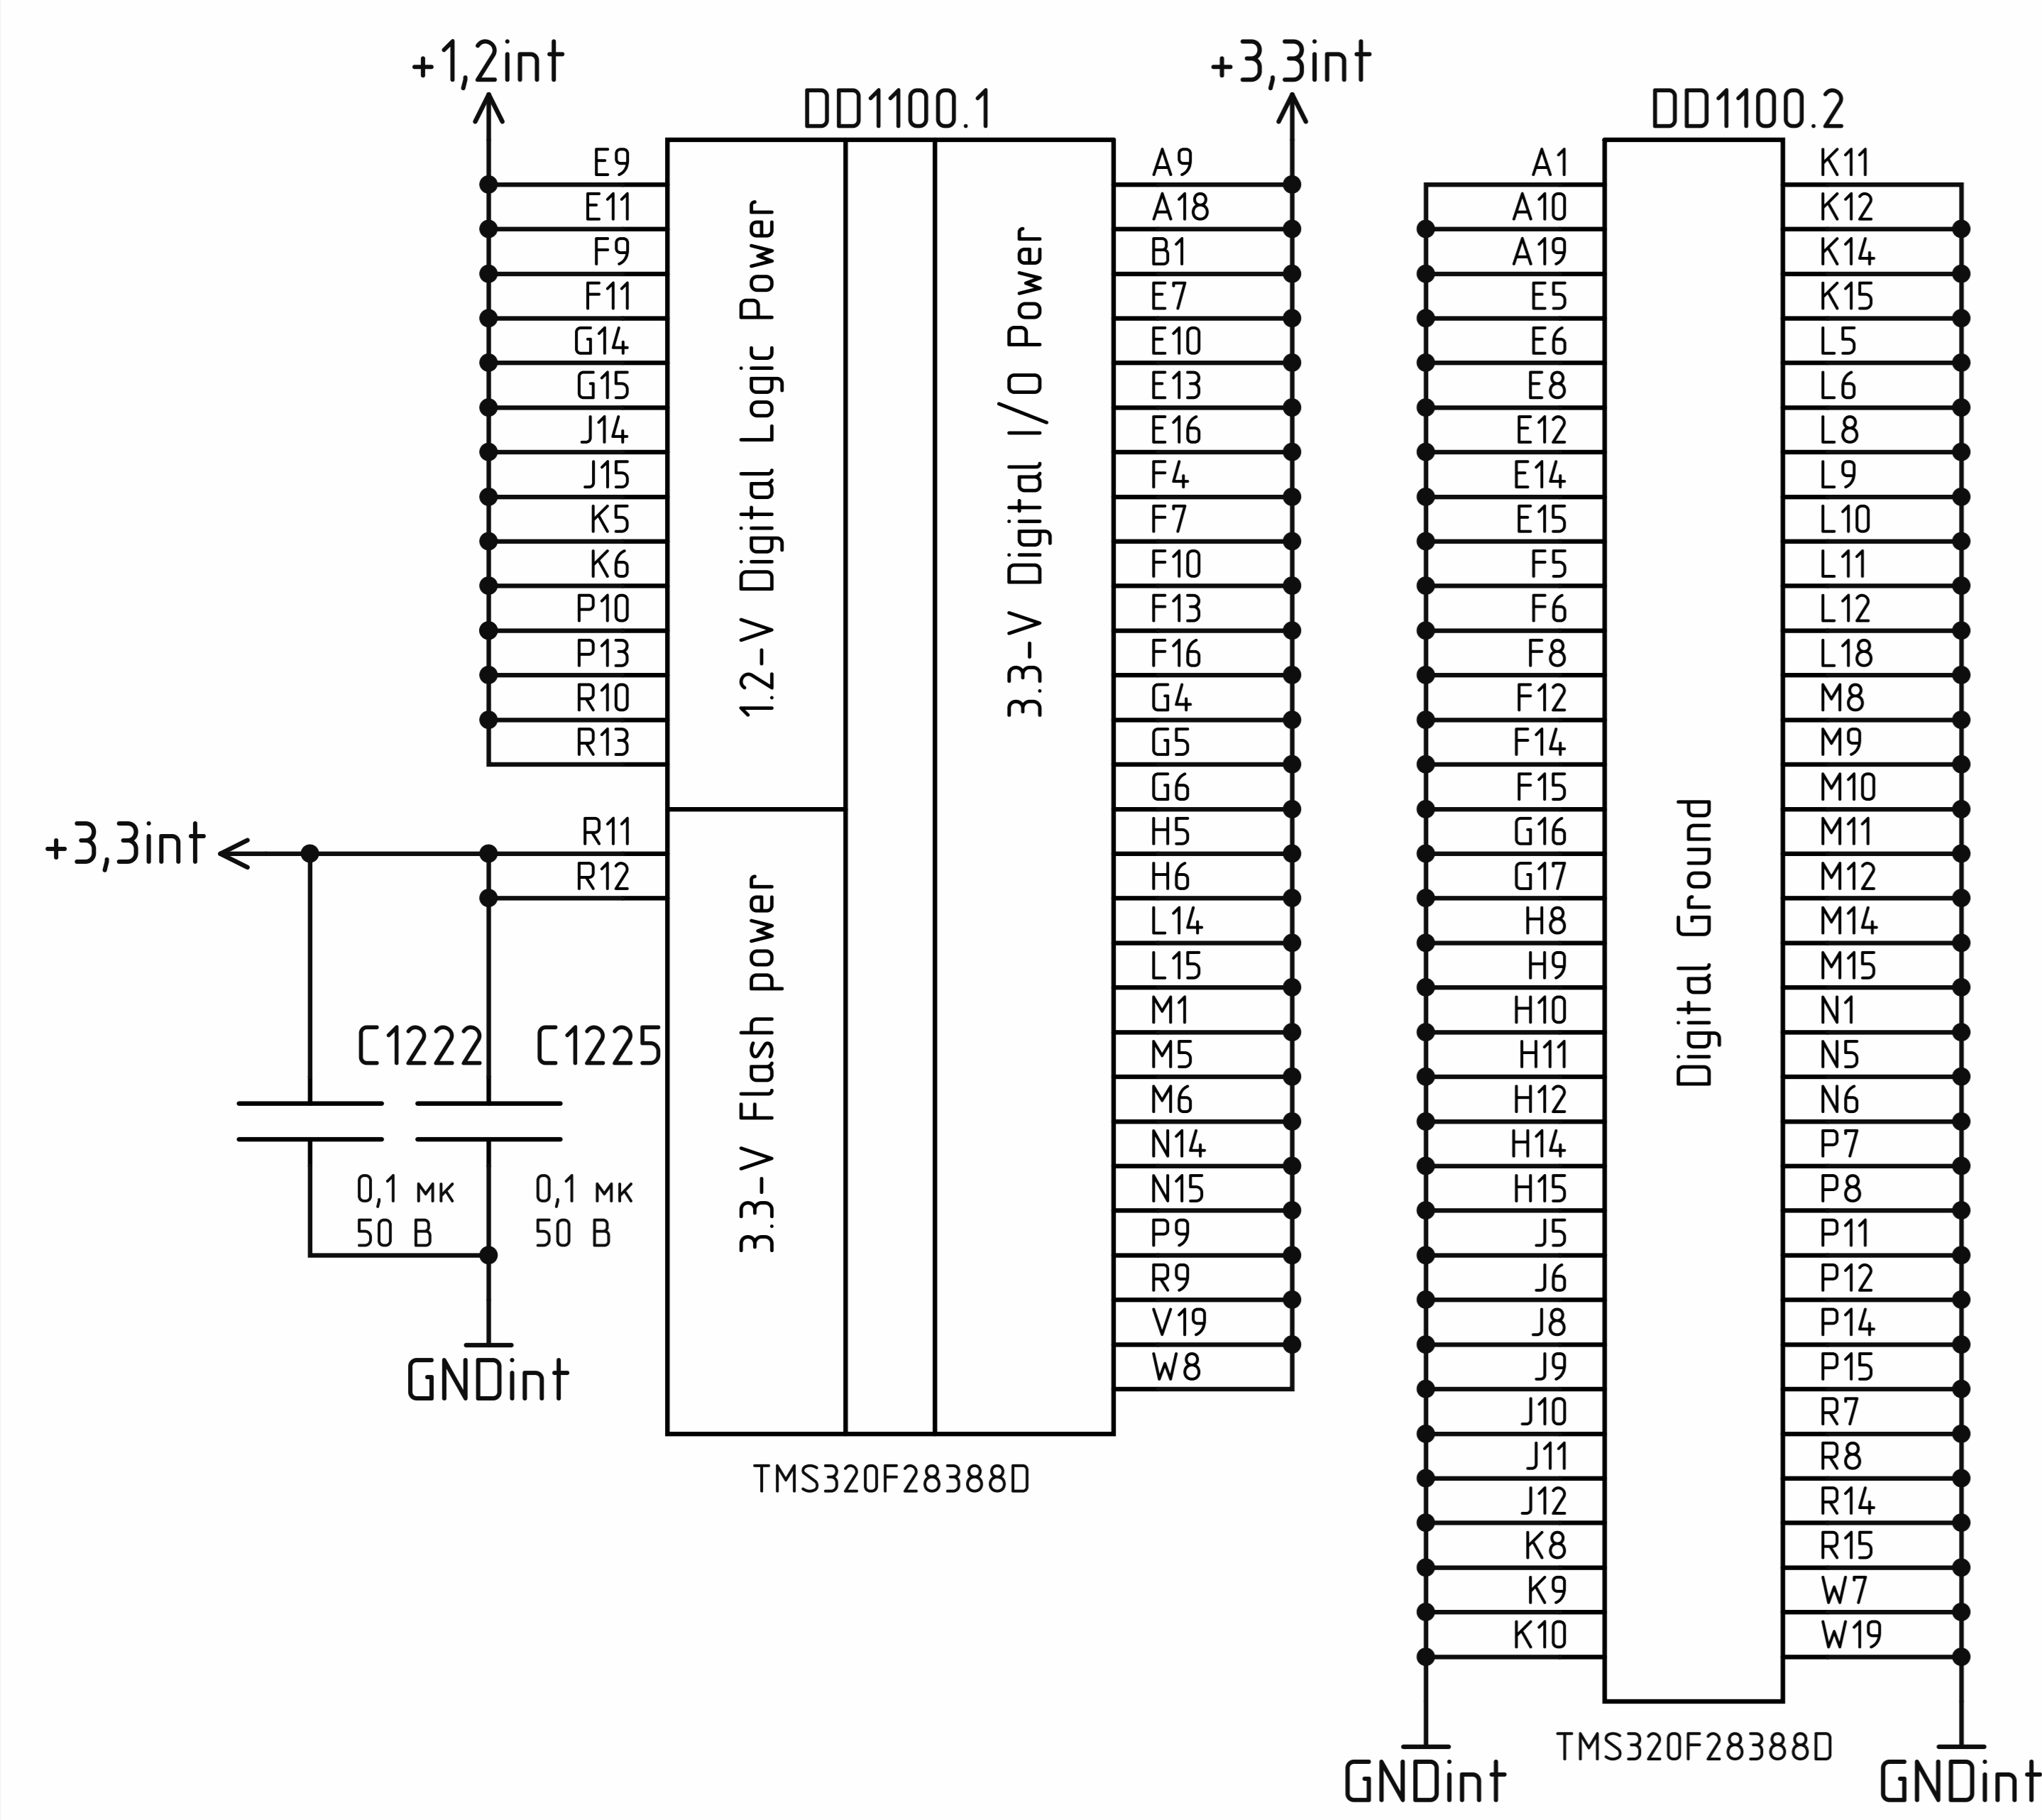 +1,2int
DD1100.1
+3,3int
E9
E11
F9
F11
G14
G15
J14
J15
K5
K6
P10
P13
R10
R13
1.2-V Digital Logic Power
3.3-V Digital I/O Power
A9
A18
B1
E7
E10
E13
E16
F4
F7
F10
F13
F16
G4
G5
G6
H5
H6
L14
L15
M1
M5
M6
N14
N15
P9
R9
V19
W8
+3,3int
R11
R12
3.3-V Flash power
C1222
C1225
0,1 мк
50 В
0,1 мк
50 В
GNDint
TMS320F28388D
DD1100.2
A1
A10
A19
E5
E6
E8
E12
E14
E15
F5
F6
F8
F12
F14
F15
G16
G17
H8
H9
H10
H11
H12
H14
H15
J5
J6
J8
J9
J10
J11
J12
K8
K9
K10
Digital Ground
K11
K12
K14
K15
L5
L6
L8
L9
L10
L11
L12
L18
M8
M9
M10
M11
M12
M14
M15
N1
N5
N6
P7
P8
P11
P12
P14
P15
R7
R8
R14
R15
W7
W19
TMS320F28388D
GNDint
GNDint